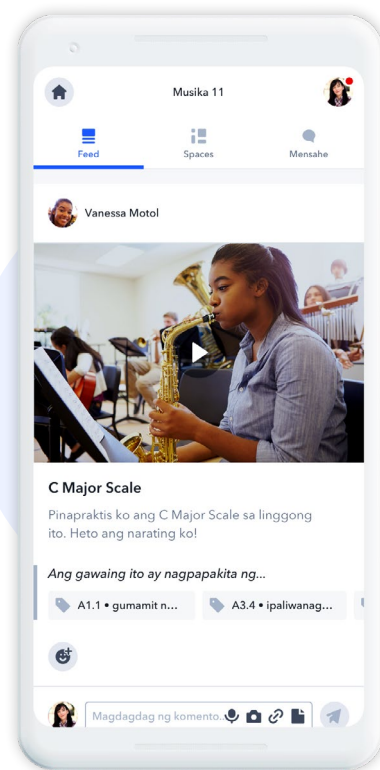 Musika 11
Feed
Spaces
Mensahe
Vanessa Motol
C Major Scale
Pinapraktis ko ang C Major Scale sa linggong
ito. Heto ang narating ko!
Ang gawaing ito ay nagpapakita ng...
A1.1 • gumamit n...
A3.4 • ipaliwanag...
Magdagdag ng komento..